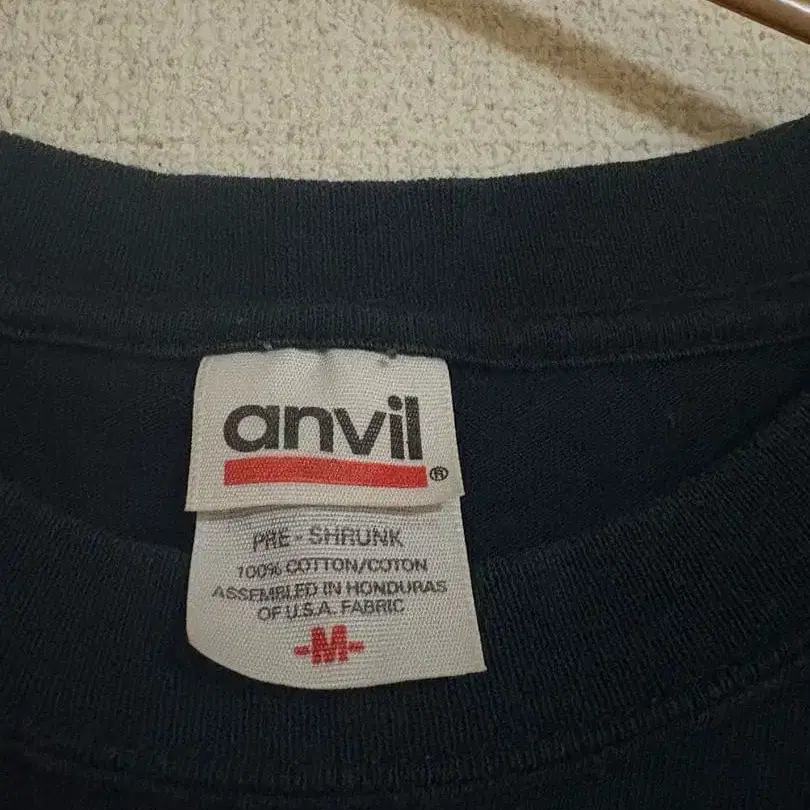 anvil®
PRE-SHRUNK
100% COTTON/COTON
ASSEMBLED IN HONDURAS
OF U.S.A. FABRIC
-M-